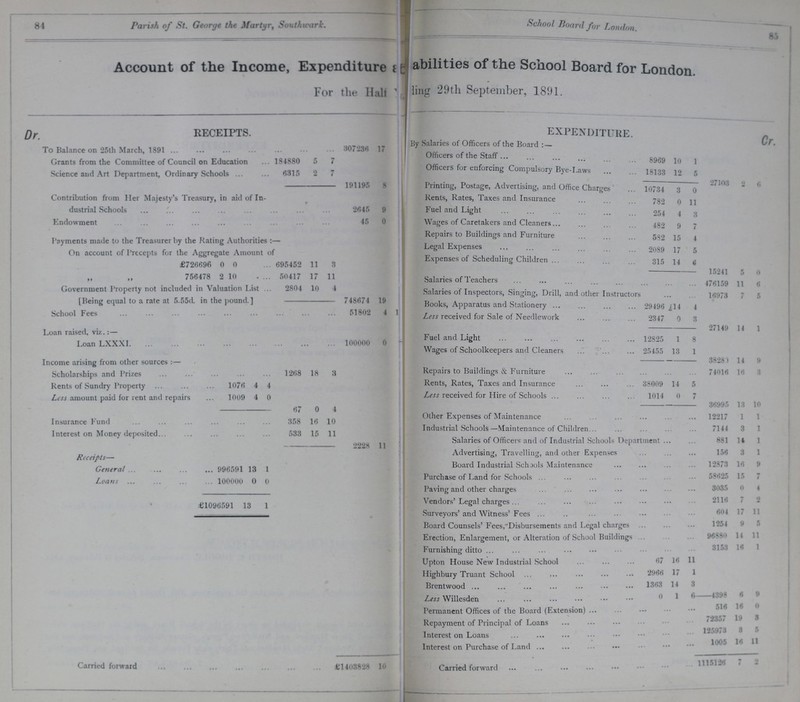 84 Parish of St. George the Martyr, Southwark.
Account of the Income, Expenditure
For the Half
Dr. RECEIPTS.
To Balance on 25th March, 1891 ... 307236 17
Grants from the Committee of Council on Education ... 184880 5 7
Science and Art Department, Ordinary Schools ... 6315 2 7
191195 8
Contribution from Her Majesty's Treasury, in aid of In-
dustrial Schools ... 2645 9
Endowment ... 45 0
Payments made to the Treasurer by the Rating Authorities :—
On account of Precepts for the Aggregate Amount of
£726696 0 0 ... 695452 11 3
,, ,, 756478 2 10 ... 50417 17 11
Government Property not included in Valuation List ... 2804 10 4
[Being equal to a rate at 5.55d. in the pound.] 748674 19
School Fees ... 51802 4 1
Loan raised, viz. :—
Loan LXXXI. ... 100000 0
Income arising from other sources :—
Scholarships and Prizes ... 1268 18 3
Rents of Sundry Property ... 1076 4 4
Less amount paid for rent and repairs ... 1009 4 0
67 0 4
Insurance Fund ... 358 16 10
Interest on Money deposited... 533 15 11
2228 11
Receipts—
General ... 996591 13 1
Loans ... 100000 0 0
£1096591 13 1
Carried forward ... £1403828 10
School Board for London. 85
abilities of the School Board for London.
ling 29th September, 1891.
EXPENDITURE. Cr.
By Salaries of Officers of the Board :—
Officers of the Staff ... 8969 10 1
Officers for enforcing Compulsory Bye-Laws ... 18133 12 5
27103 2 6
Printing, Postage, Advertising, and Office Charges ... 10734 3 0
Rents, Rates, Taxes and Insurance ... 782 0 11
Fuel and Light ... 254 4 3
Wages of Caretakers and Cleaners ... 482 9 7
Repairs to Buildings and Furniture ... 582 15 4
Legal Expenses ... 2089 17 5
Expenses of Scheduling Children ... 315 14 6
15241 5 0
Salaries of Teachers ... 476159 11 6
Salaries of Inspectors, Singing, Drill, and other Instructors ... 16973 7 5
Books, Apparatus and Stationery ... 29496 14 4
Less received for Sale of Needlework ... 2347 0 3
27149 14 1
Fuel and Light ... 12825 1 8
Wages of Schoolkeepers and Cleaners ... 25455 13 1
38280 14 9
Repairs to Buildings & Furniture ... 74016 16 3
Rents, Rates, Taxes and Insurance ... 38009 14 5
Less received for Hire of Schools ... 1014 0 7
36995 13 10
Other Expenses of Maintenance ... 12217 1 1
Industrial Schools—Maintenance of Children... 7144 3 7
Salaries of Officers and of Industrial Schools Department ... 881 14 1
Advertising, Travelling, and other Expenses ... 156 3 1
Board Industrial Schools Maintenance ... 12873 16 9
Purchase of Land for Schools ... 58025 15 7
Paving and other charges ... 3035 0 4
Vendors' Legal charges ... 2116 7 2
Surveyors' and Witness' Fees ... 604 17 11
Board Counsels' Fees, Disbursements and Legal charges ... 1254 9 5
Erection, Enlargement, or Alteration of School Buildings ... 96880 14 11
Furnishing ditto ... 3153 16 1
Upton House New Industrial School ... 67 16 11
Highbury Truant School ... 2966 17 1
Brentwood ... 1363 14 3
Less Willesden ... 0 1 6—4398 6 9
Permanent Offices of the Board (Extension) ... 516 16 0
Repayment of Principal of Loans ... 72357 19 3
Interest on Loans ... 125973 3 5
Interest on Purchase of Land ... 1005 16 11
Carried forward ... 1115126 7 2